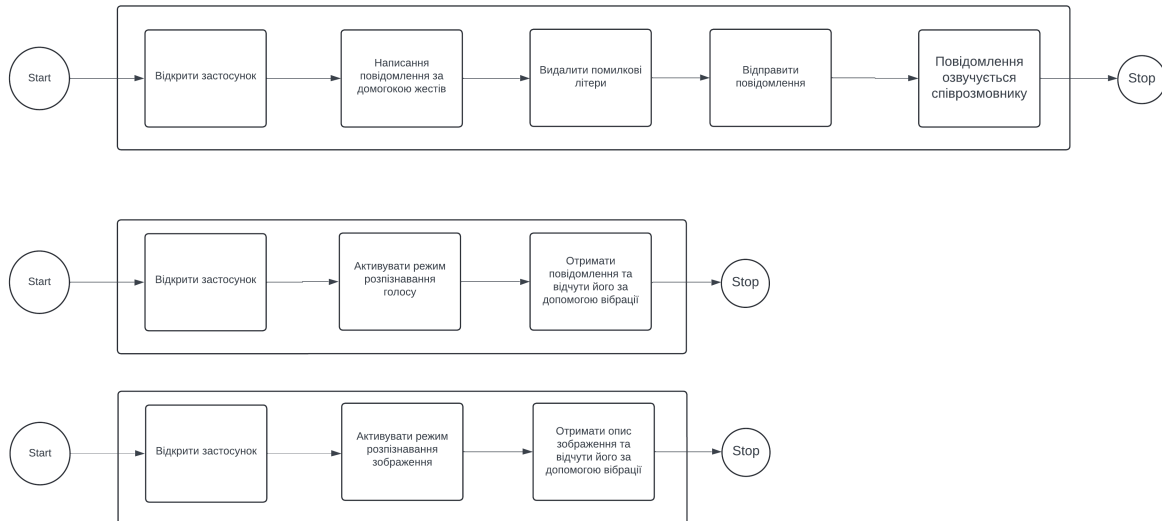 Start
Відкрити застосунок
Написання
повідомлення за
домогокою жестів
Видалити помилкові
літери
Відправити
повідомлення
Повідомлення
озвучується
співрозмовнику
Stop
Start
Відкрити застосунок
Активувати режим
розпізнавання
голосу
Отримати
повідомлення та
відчути його за
допомогою вібрації
Stop
Start
Відкрити застосунок
Активувати режим
розпізнавання
зображення
Отримати опис
зображення та
відчути його за
допомогою вібрації
Stop